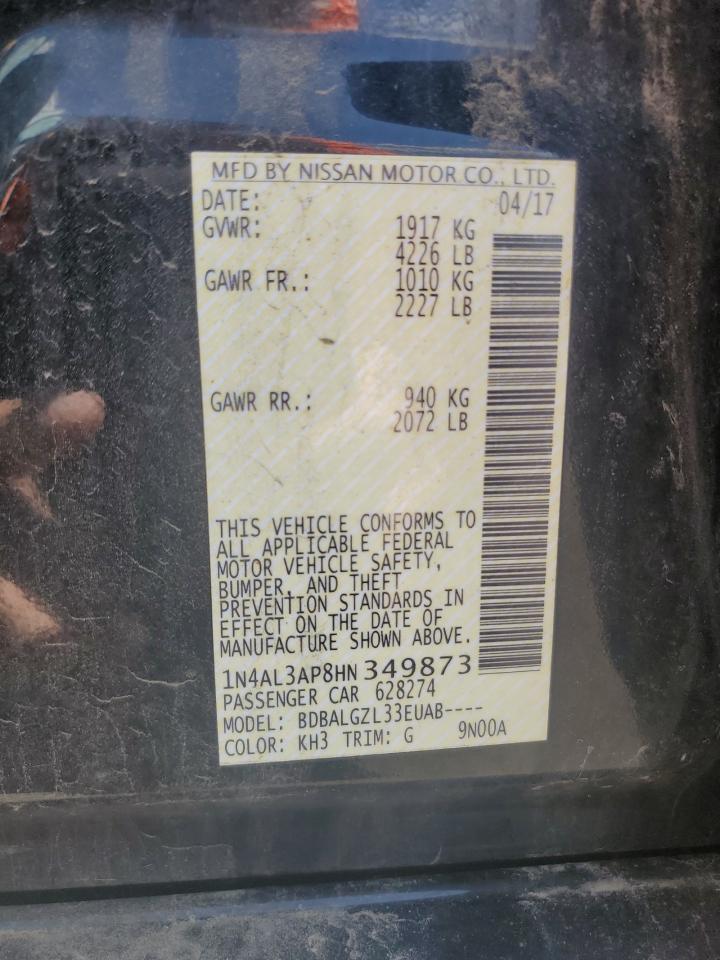 MFD BY NISSAN MOTOR CO., LTD.
DATE: 04/17
GVWR: 1917 KG
4226 LB
GAWR FR.: 1010 KG
2227 LB
GAWR RR.: 940 KG
2072 LB
THIS VEHICLE CONFORMS TO
ALL APPLICABLE FEDERAL
MOTOR VEHICLE SAFETY,
BUMPER, AND THEFT
PREVENTION STANDARDS IN
EFFECT ON THE DATE OF
MANUFACTURE SHOWN ABOVE.
1N4AL3AP8HN 349873
PASSENGER CAR 628274
MODEL: BDBALGZL33EUAB----
COLOR: KH3 TRIM: G 9N00A